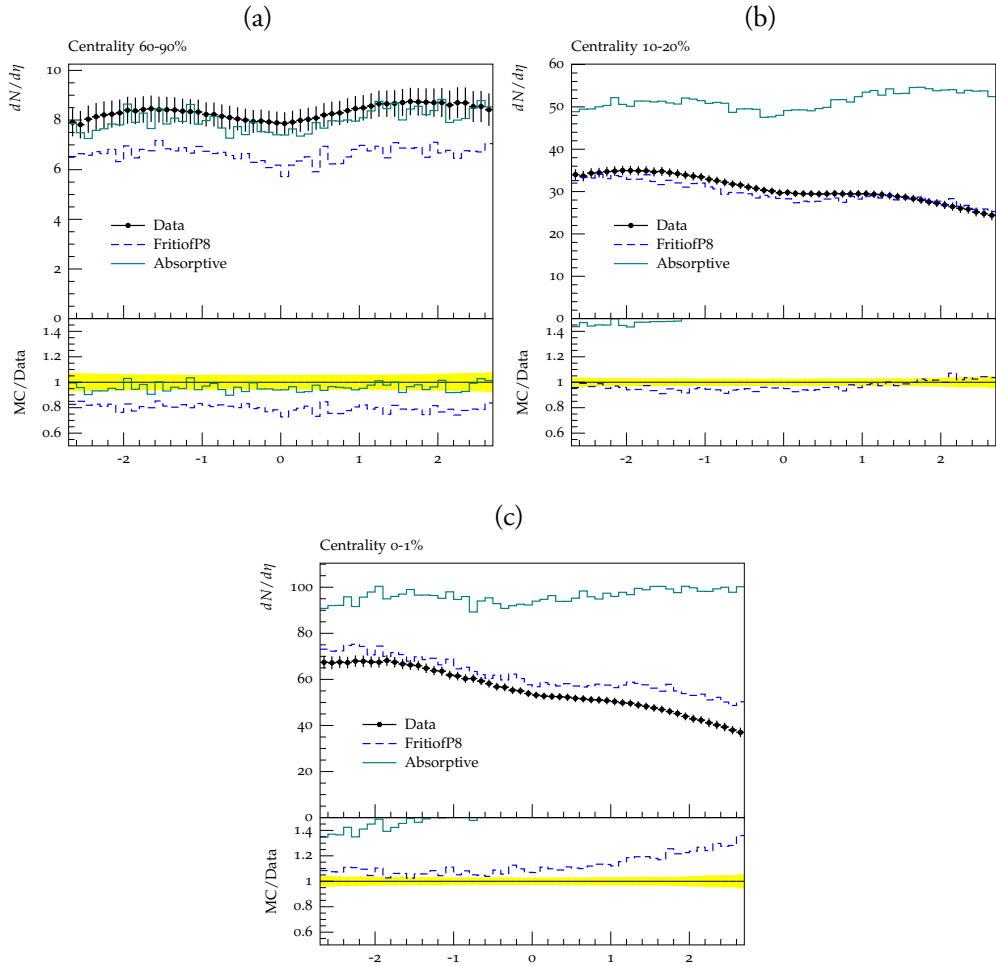 (a)
Centrality 60-90%
dN/dη
10
8
6
4
2
0
Data
FritiofP8
Absorptive
MC/Data
1.4
1.2
1
0.8
0.6
-2 -1 0 1 2
(b)
Centrality 10-20%
dN/dη
60
50
40
30
20
10
0
Data
FritiofP8
Absorptive
MC/Data
1.4
1.2
1
0.8
0.6
-2 -1 0 1 2
(c)
Centrality 0-1%
dN/dη
100
80
60
40
20
0
Data
FritiofP8
Absorptive
MC/Data
1.4
1.2
1
0.8
0.6
-2 -1 0 1 2